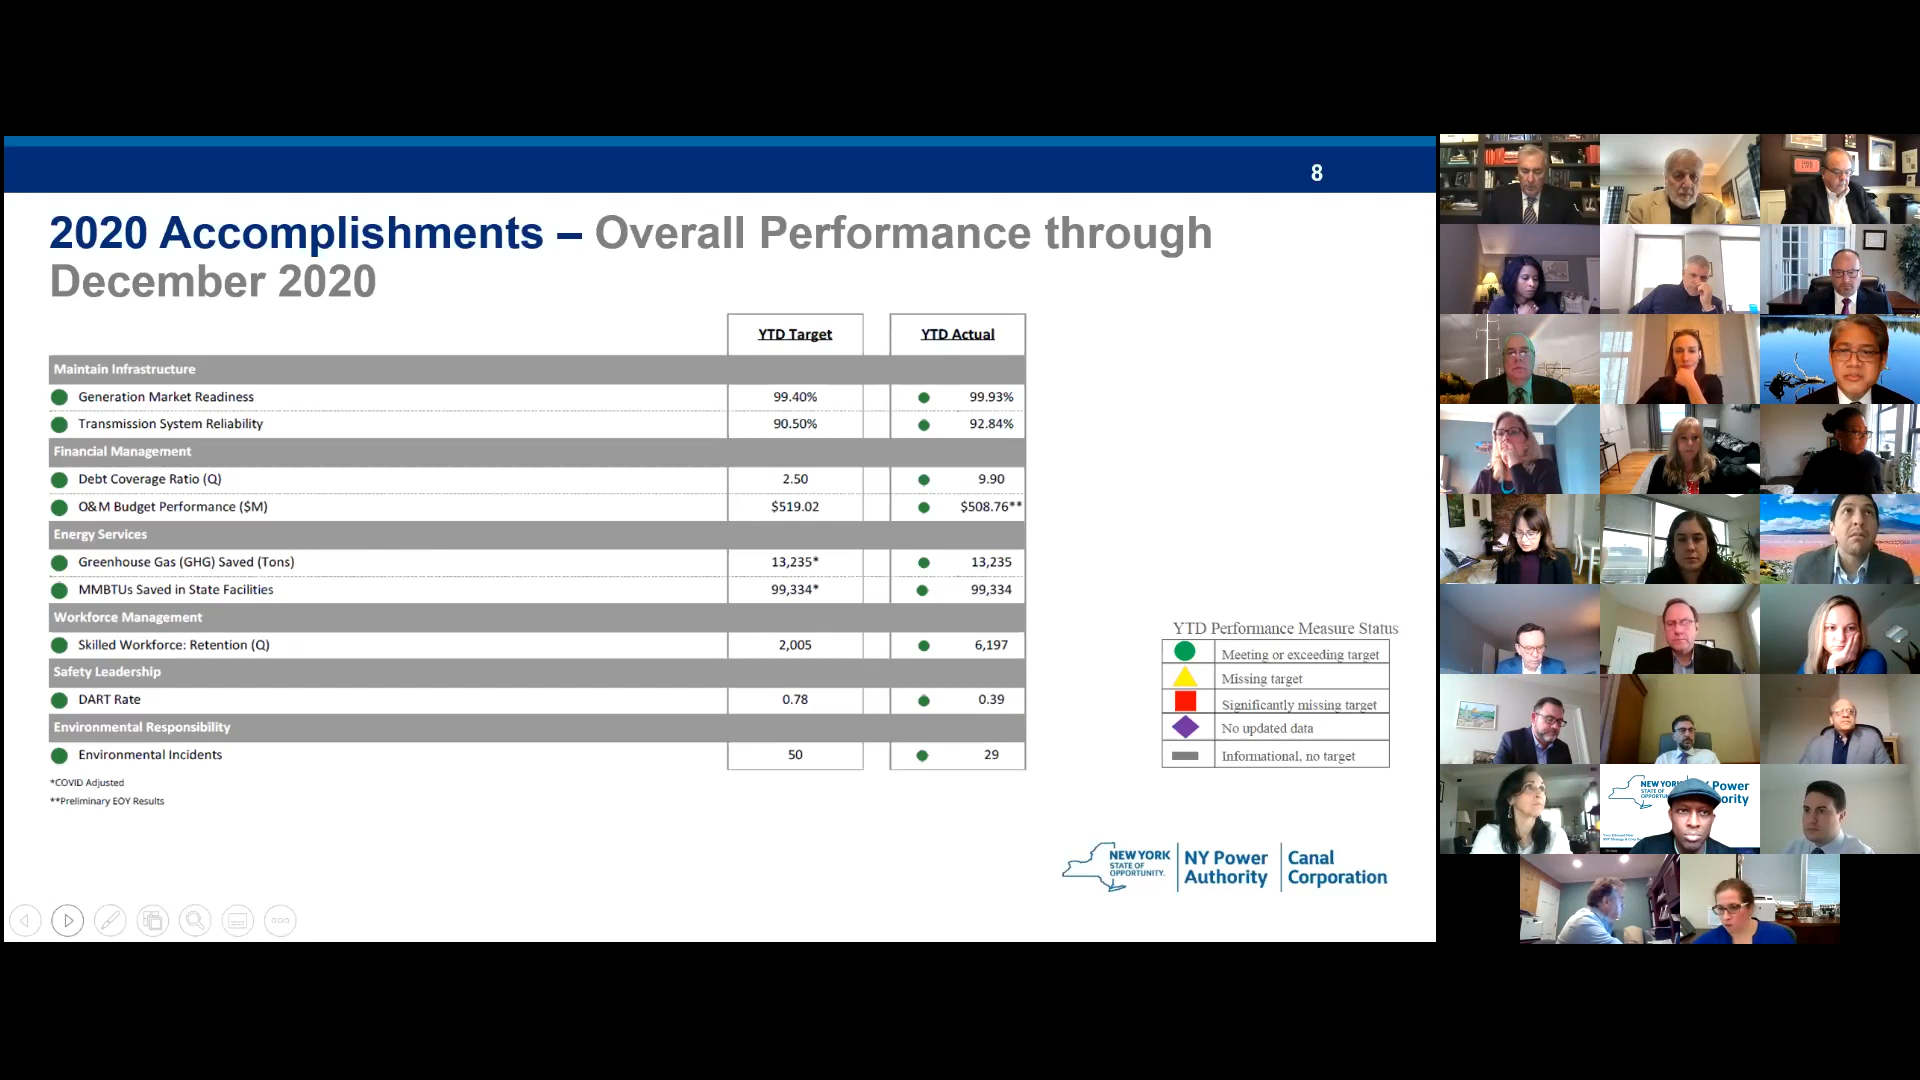 8
2020 Accomplishments – Overall Performance through
December 2020
YTD Target YTD Actual
Maintain Infrastructure
Generation Market Readiness 99.40% 99.93%
Transmission System Reliability 90.50% 92.84%
Financial Management
Debt Coverage Ratio (Q) 2.50 9.90
O&M Budget Performance ($M) $519.02 $508.76**
Energy Services
Greenhouse Gas (GHG) Saved (Tons) 13,235* 13,235
MMBTUs Saved in State Facilities 99,334* 99,334
Workforce Management
Skilled Workforce: Retention (Q) 2,005 6,197
Safety Leadership
DART Rate 0.78 0.39
Environmental Responsibility
Environmental Incidents 50 29
*COVID Adjusted
**Preliminary EOY Results
YTD Performance Measure Status
Meeting or exceeding target
Missing target
Significantly missing target
No updated data
Informational, no target
NEW YORK
STATE OF
OPPORTUNITY.
NY Power
Authority
Canal
Corporation
NEW YORK
STATE OF
Power
ority